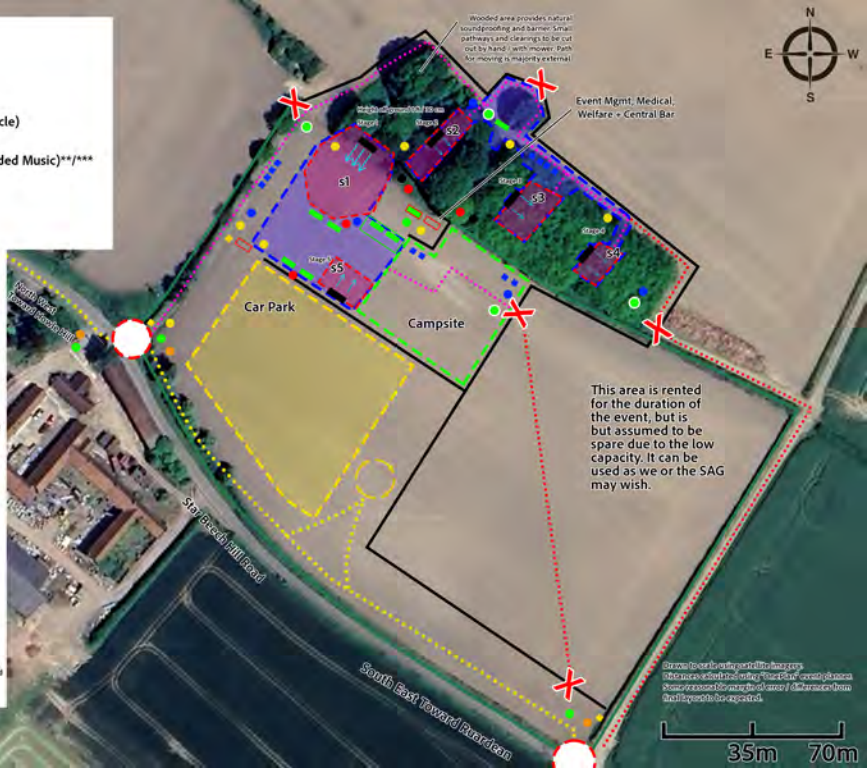 cle)
ded Music)**/***
Wooded area provides natural
soundproofing and barrier. Small
pathways and clearings to be cut
out by hand - with mower. Path
for moving is majority external.
N
E
W
S
Event Mgmt, Medical,
Welfare + Central Bar
Stage 1
Stage 2
s2
s1
Stage 3
s3
Stage 4
s4
Stage 5
s5
North West
Toward Howle Hill
Car Park
Campsite
This area is rented
for the duration of
the event, but is
but assumed to be
spare due to the low
capacity. It can be
used as we or the SAG
may wish.
Star Beech Hill Road
South East Toward Ruardean
Drawn to scale using satellite imagery.
Distances calculated using "OnePlan" event planner.
Some reasonable margin of error / differences from
final layout to be expected.
35m
70m